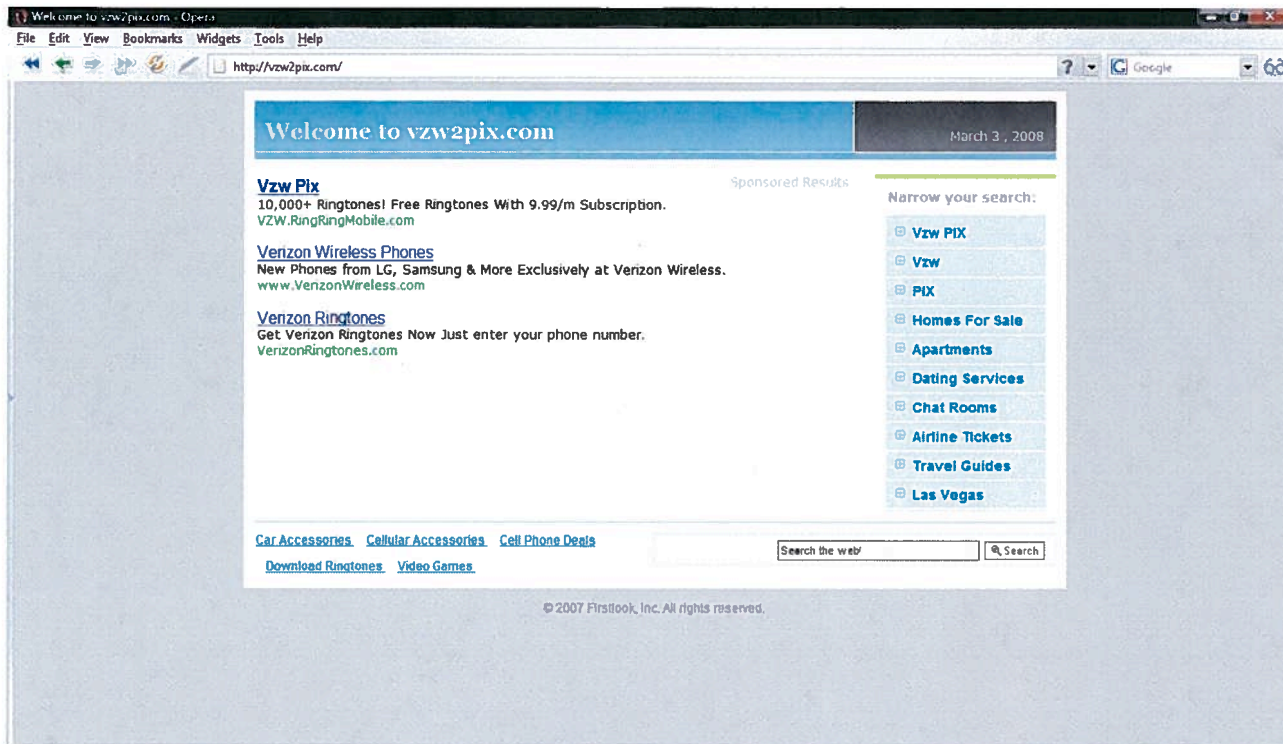 Welcome to vzw2pix.com - Opera
File Edit View Bookmarks Widgets Tools Help
http://vzw2pix.com/
? G Google
Welcome to vzw2pix.com
March 3 , 2008
Sponsored Results
Vzw Pix
10,000+ Ringtones! Free Ringtones With 9.99/m Subscription.
VZW.RingRingMobile.com
Verizon Wireless Phones
New Phones from LG, Samsung & More Exclusively at Verizon Wireless.
www.VerizonWireless.com
Verizon Ringtones
Get Verizon Ringtones Now Just enter your phone number.
VerizonRingtones.com
Narrow your search:
Vzw PIX
Vzw
PIX
Homes For Sale
Apartments
Dating Services
Chat Rooms
Airline Tickets
Travel Guides
Las Vegas
Car Accessories Cellular Accessories Cell Phone Deals
Download Ringtones Video Games
Search the web! Search
© 2007 Firstlook, Inc. All rights reserved.